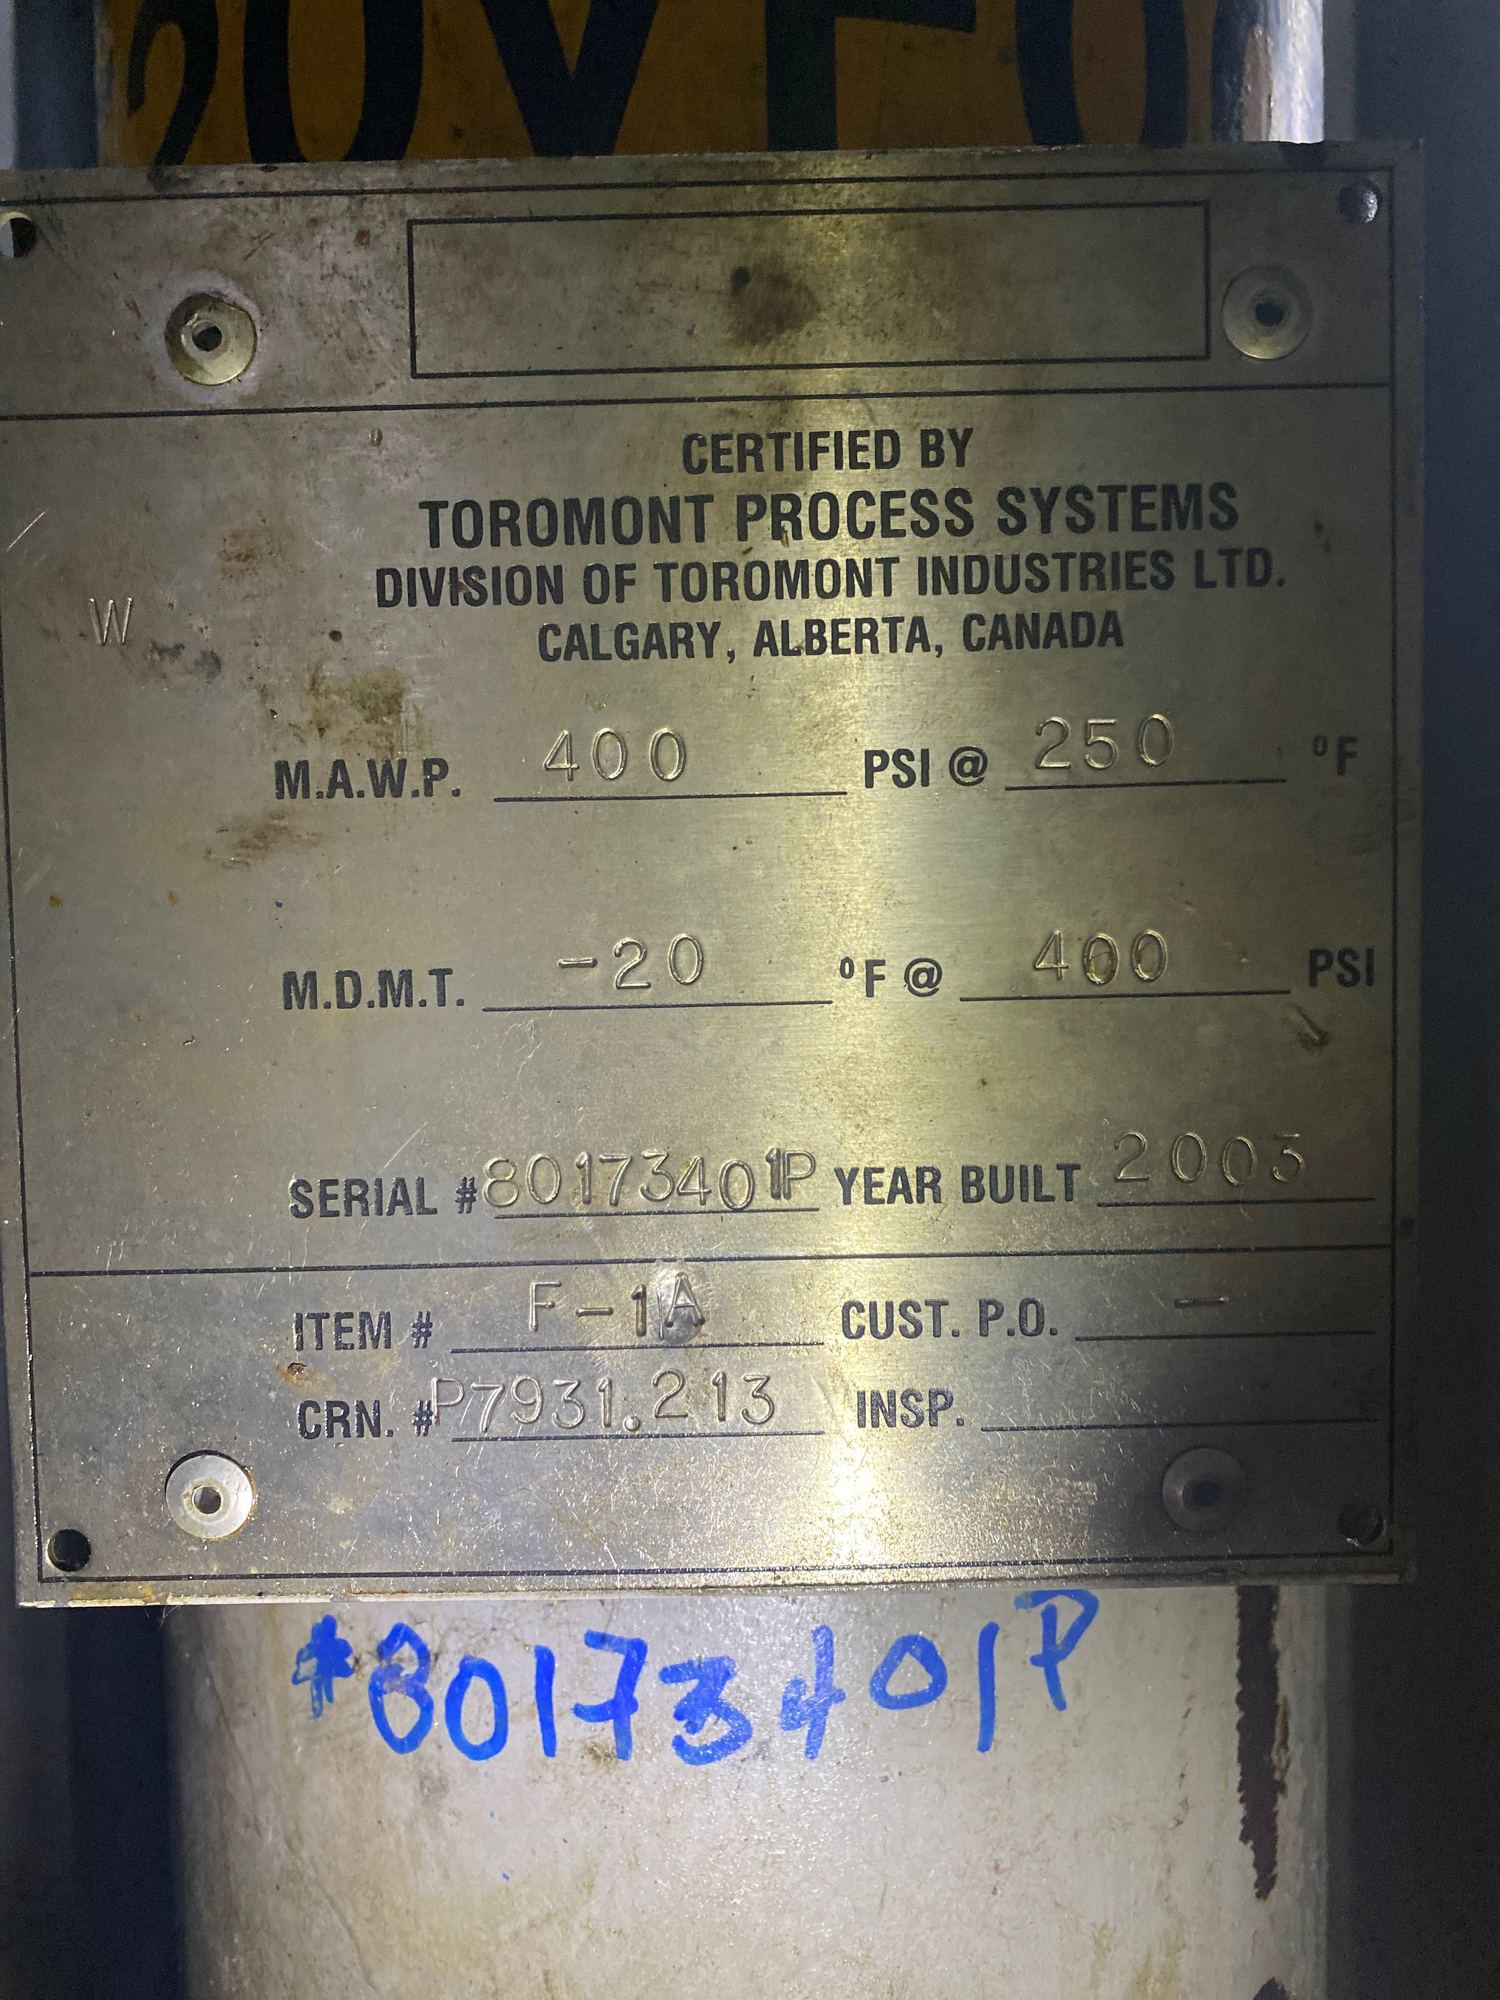 CERTIFIED BY
TOROMONT PROCESS SYSTEMS
DIVISION OF TOROMONT INDUSTRIES LTD.
CALGARY, ALBERTA, CANADA
W
M.A.W.P. 400 PSI @ 250 °F
M.D.M.T. -20 °F @ 400 PSI
SERIAL # 80173401P YEAR BUILT 2003
ITEM # F-1A CUST. P.O. -
CRN. # P7931.213 INSP.
#80173401P